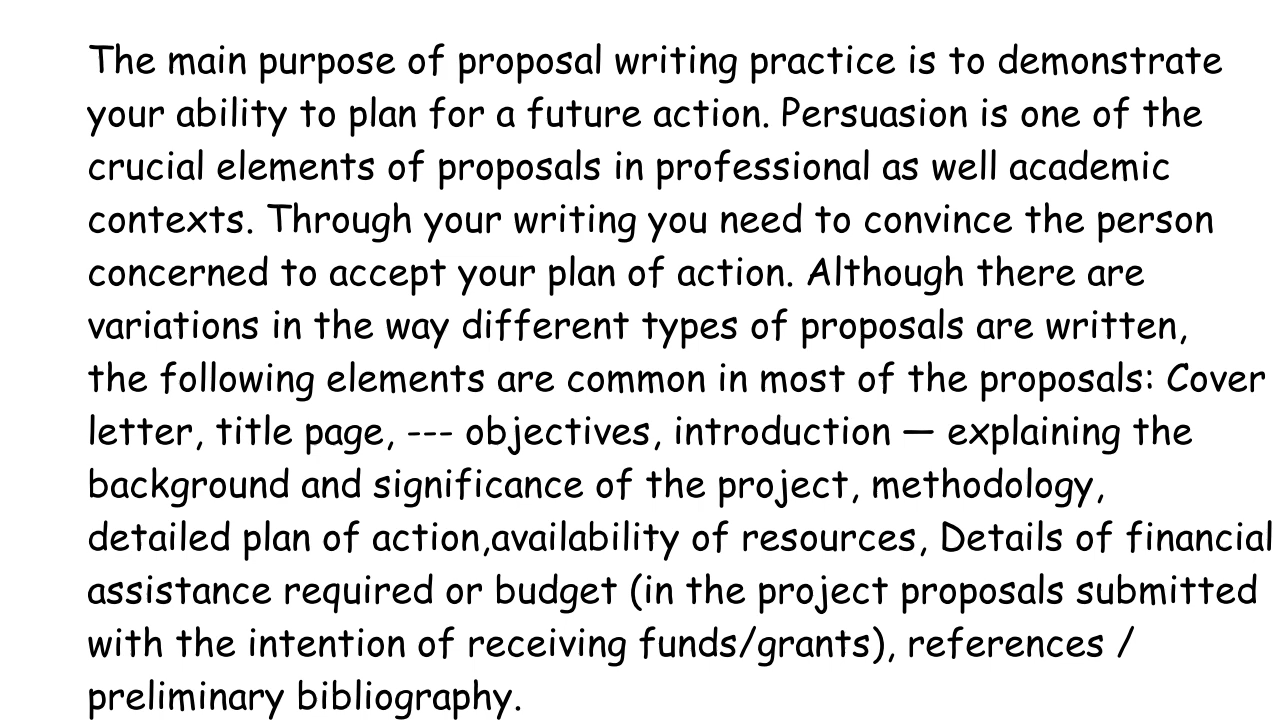 The main purpose of proposal writing practice is to demonstrate
your ability to plan for a future action. Persuasion is one of the
crucial elements of proposals in professional as well academic
contexts. Through your writing you need to convince the person
concerned to accept your plan of action. Although there are
variations in the way different types of proposals are written,
the following elements are common in most of the proposals: Cover
letter, title page, --- objectives, introduction — explaining the
background and significance of the project, methodology,
detailed plan of action,availability of resources, Details of financial
assistance required or budget (in the project proposals submitted
with the intention of receiving funds/grants), references /
preliminary bibliography.